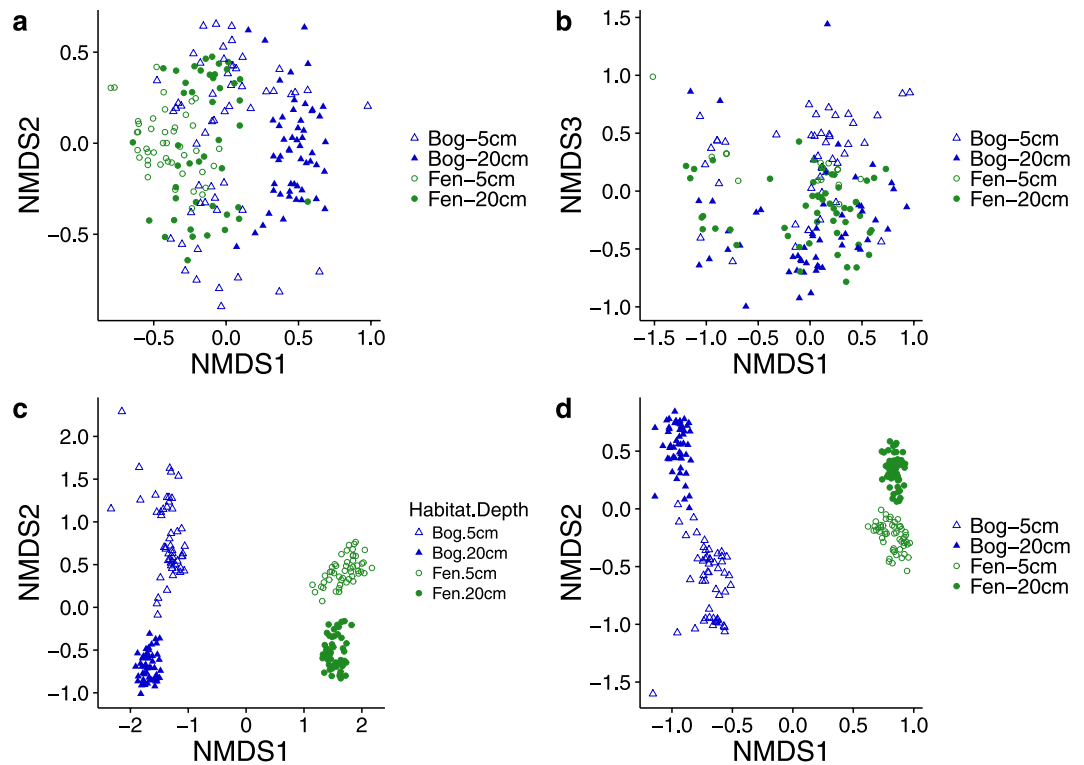 a
0.5
0.0
−0.5
NMDS2
−0.5
0.0
0.5
1.0
NMDS1
Bog−5cm
Bog−20cm
Fen−5cm
Fen−20cm
b
1.5
1.0
0.5
0.0
−0.5
−1.0
NMDS3
−1.5
−1.0
−0.5
0.0
0.5
1.0
NMDS1
Bog−5cm
Bog−20cm
Fen−5cm
Fen−20cm
c
2.0
1.5
1.0
0.5
0.0
−0.5
−1.0
NMDS2
−2
−1
0
1
2
NMDS1
Habitat.Depth
Bog.5cm
Bog.20cm
Fen.5cm
Fen.20cm
d
0.5
0.0
−0.5
−1.0
−1.5
NMDS2
−1.0
−0.5
0.0
0.5
1.0
NMDS1
Bog−5cm
Bog−20cm
Fen−5cm
Fen−20cm